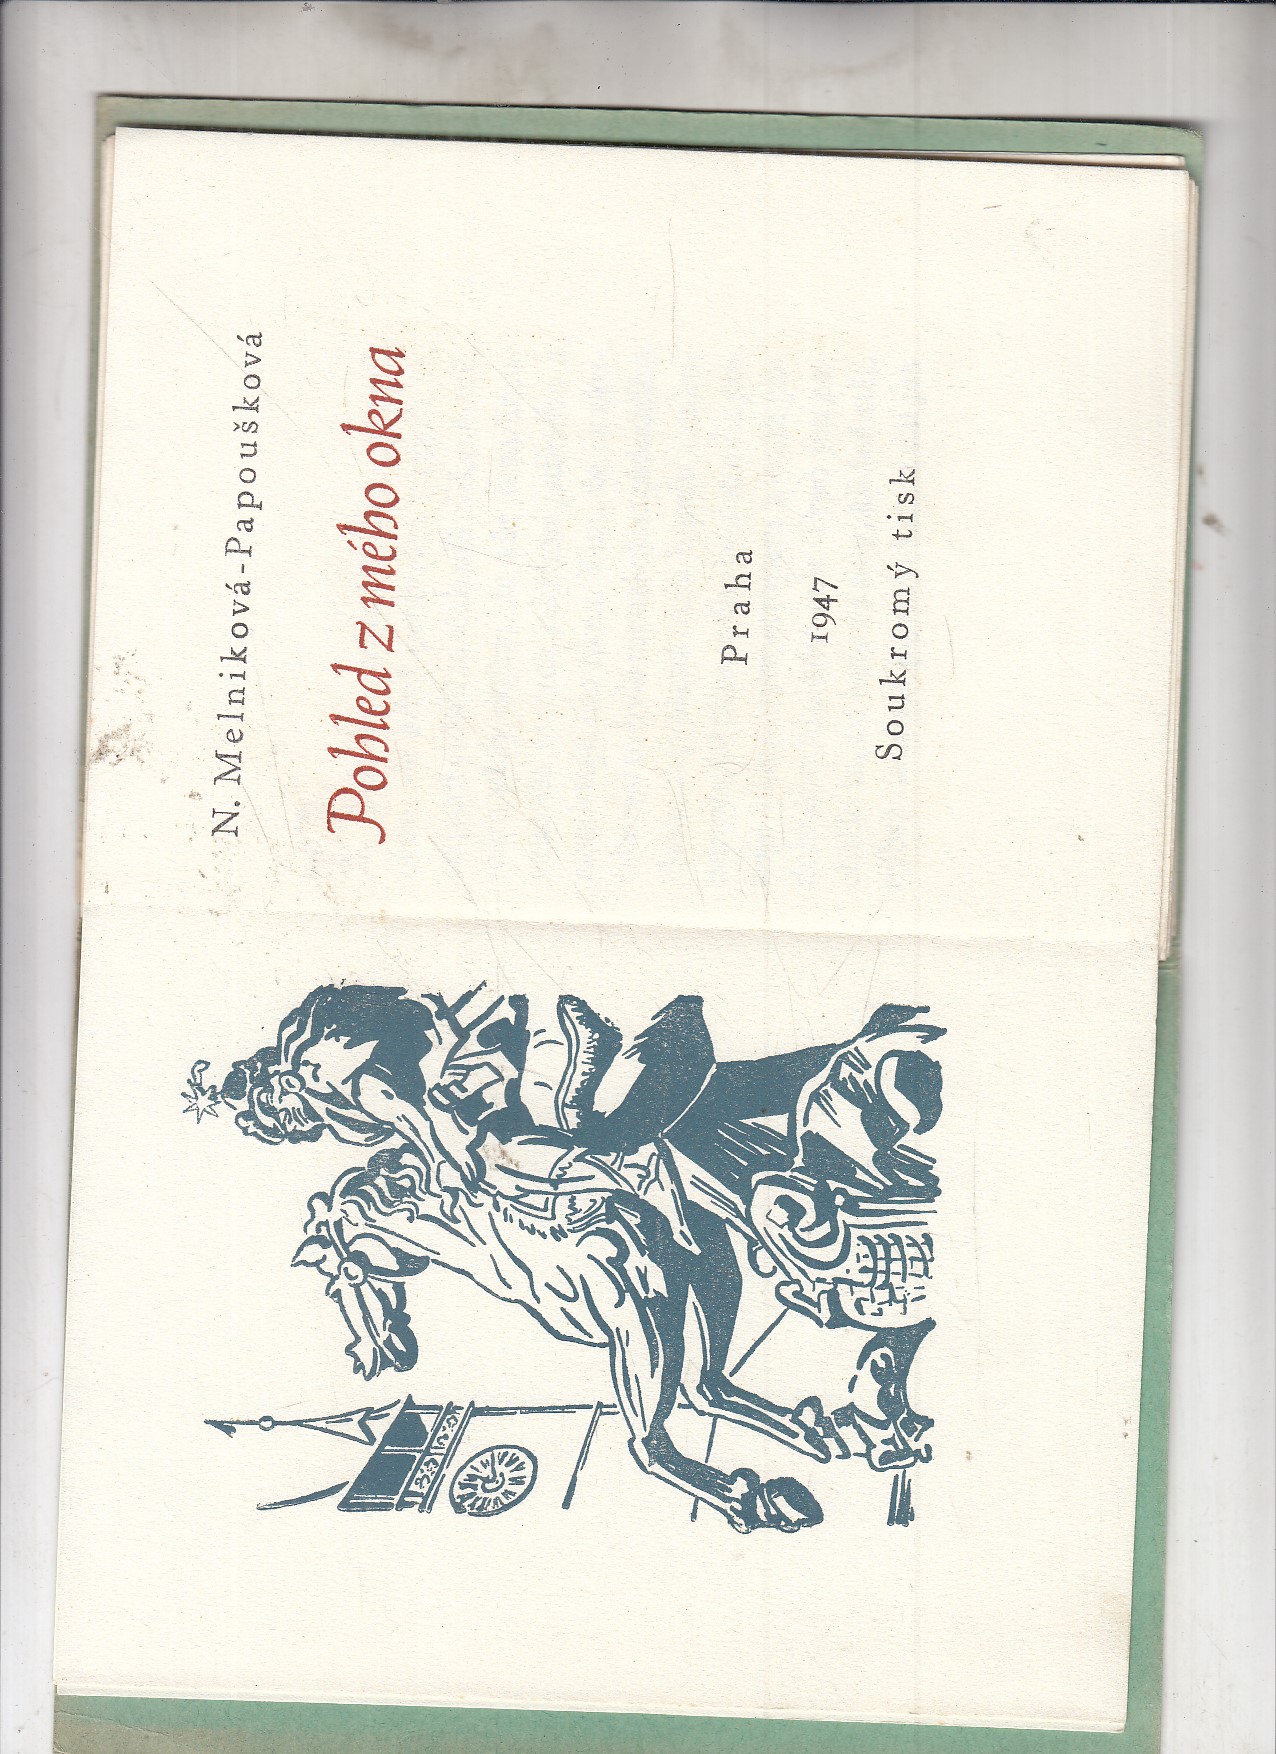 N. Melniková-Papoušková
Pohled z mého okna
Praha
1947
Soukromý tisk